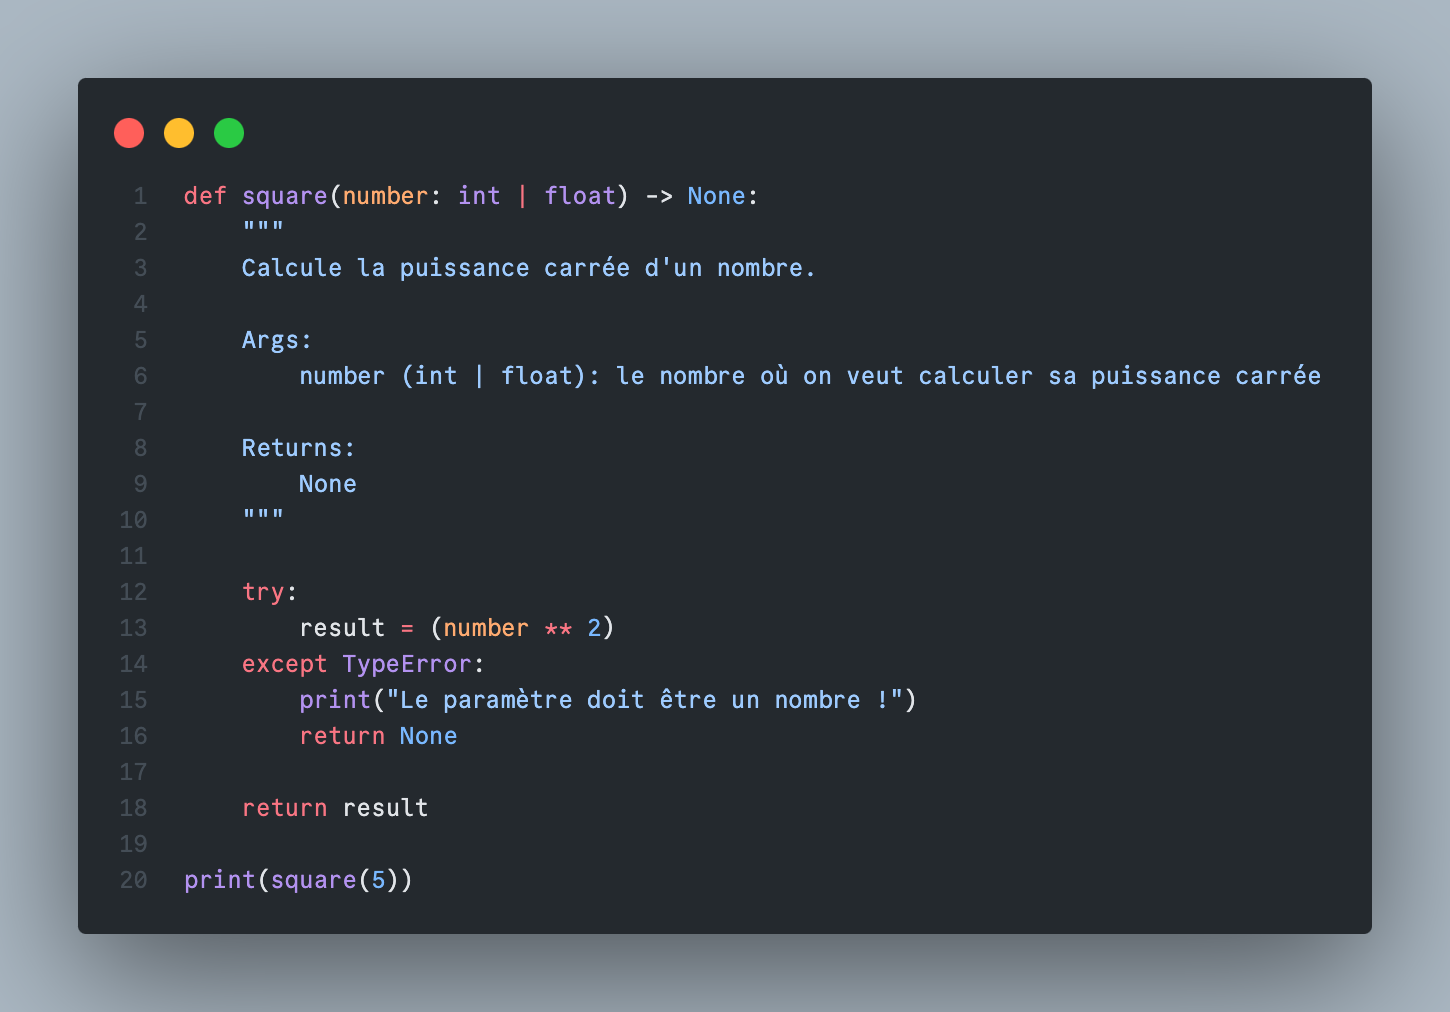 1 def square(number: int | float) -> None:
2     """
3     Calcule la puissance carrée d'un nombre.
4
5     Args:
6         number (int | float): le nombre où on veut calculer sa puissance carrée
7
8     Returns:
9         None
10     """
11
12     try:
13         result = (number ** 2)
14     except TypeError:
15         print("Le paramètre doit être un nombre !")
16         return None
17
18     return result
19
20 print(square(5))